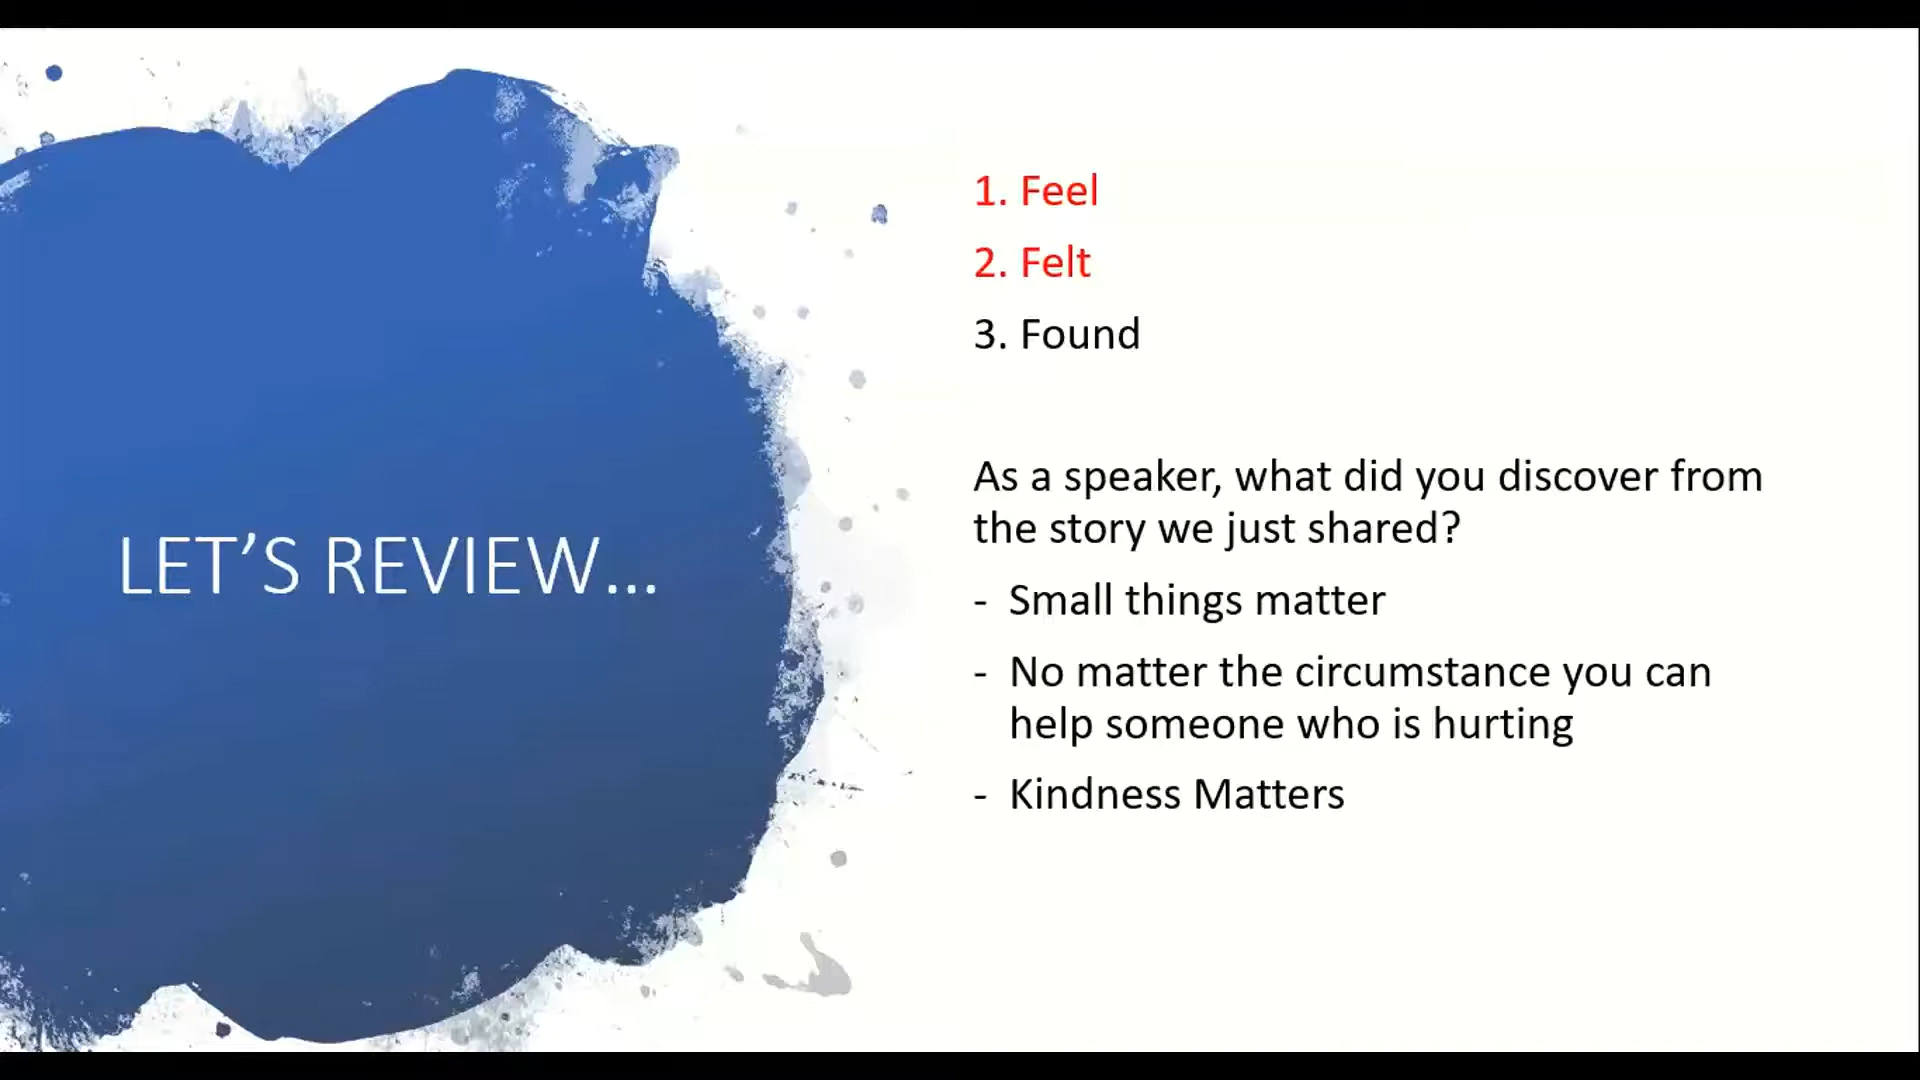 LET’S REVIEW...
1. Feel
2. Felt
3. Found
As a speaker, what did you discover from
the story we just shared?
- Small things matter
- No matter the circumstance you can
help someone who is hurting
- Kindness Matters